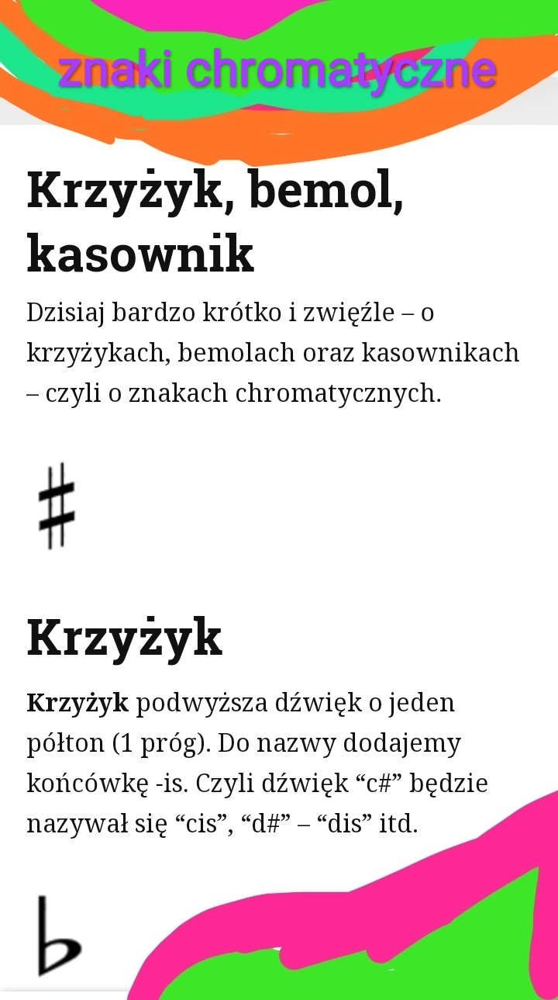 znaki chromatyczne
Krzyżyk, bemol,
kasownik
Dzisiaj bardzo krótko i zwięźle – o
krzyżykach, bemolach oraz kasownikach
– czyli o znakach chromatycznych.
♯
Krzyżyk
Krzyżyk podwyższa dźwięk o jeden
półton (1 próg). Do nazwy dodajemy
końcówkę -is. Czyli dźwięk “c#” będzie
nazywał się “cis”, “d#” – “dis” itd.
♭